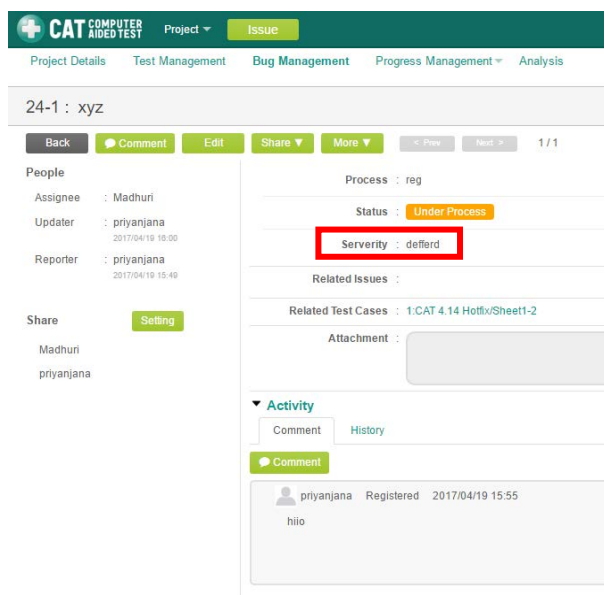 CAT COMPUTER AIDED TEST Project Issue
Project Details Test Management Bug Management Progress Management Analysis
24-1 : xyz
Back Comment Edit Share ▼ More ▼ < Prev Next > 1 / 1
People
Assignee : Madhuri
Updater : priyanjana
2017/04/19 16:00
Reporter : priyanjana
2017/04/19 15:49
Share Setting
Madhuri
priyanjana
Process : reg
Status : Under Process
Serverity : defferd
Related Issues :
Related Test Cases : 1:CAT 4.14 Hotfix/Sheet1-2
Attachment :
Activity
Comment History
Comment
priyanjana Registered 2017/04/19 15:55
hiio